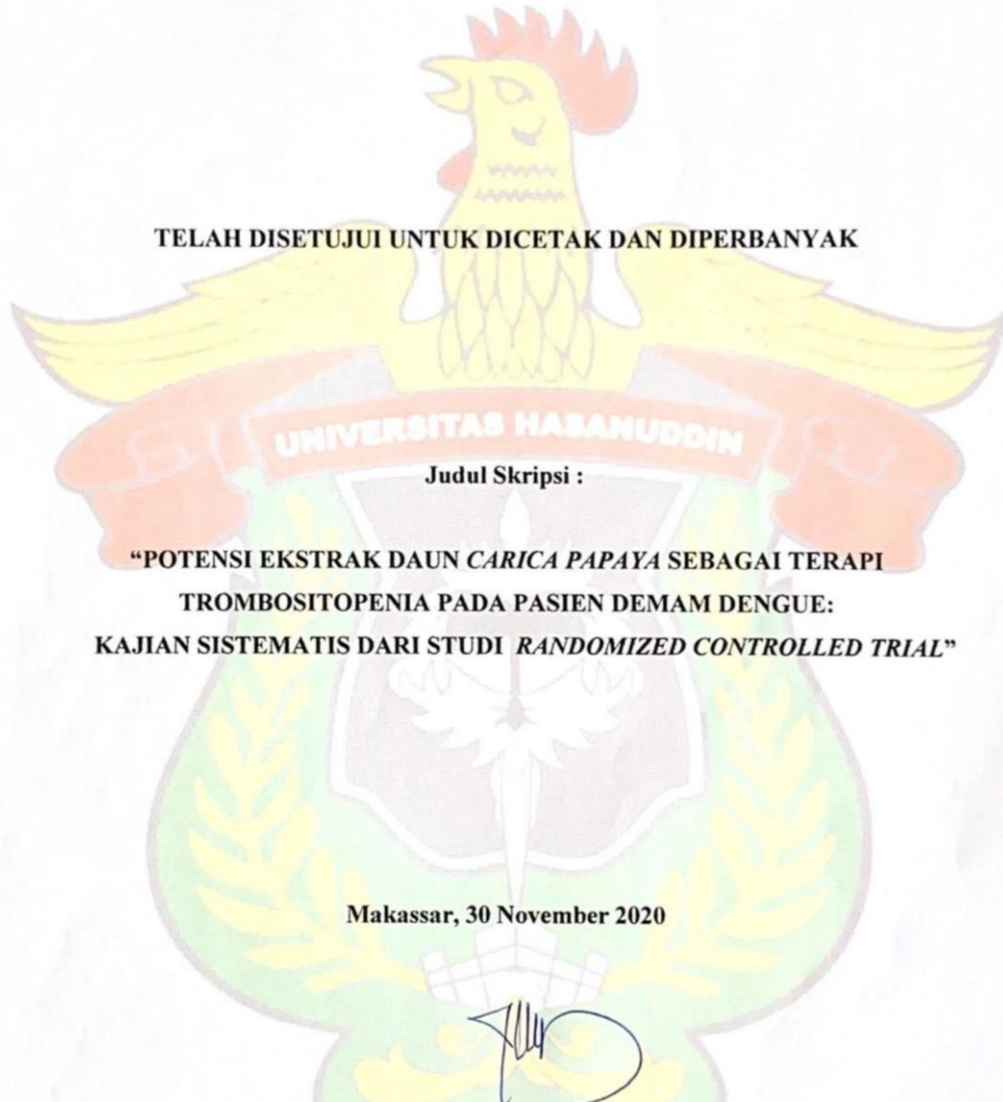 TELAH DISETUJUI UNTUK DICETAK DAN DIPERBANYAK
UNIVERSITAS HASANUDDIN
Judul Skripsi :
“POTENSI EKSTRAK DAUN CARICA PAPAYA SEBAGAI TERAPI
TROMBOSITOPENIA PADA PASIEN DEMAM DENGUE:
KAJIAN SISTEMATIS DARI STUDI RANDOMIZED CONTROLLED TRIAL”
Makassar, 30 November 2020